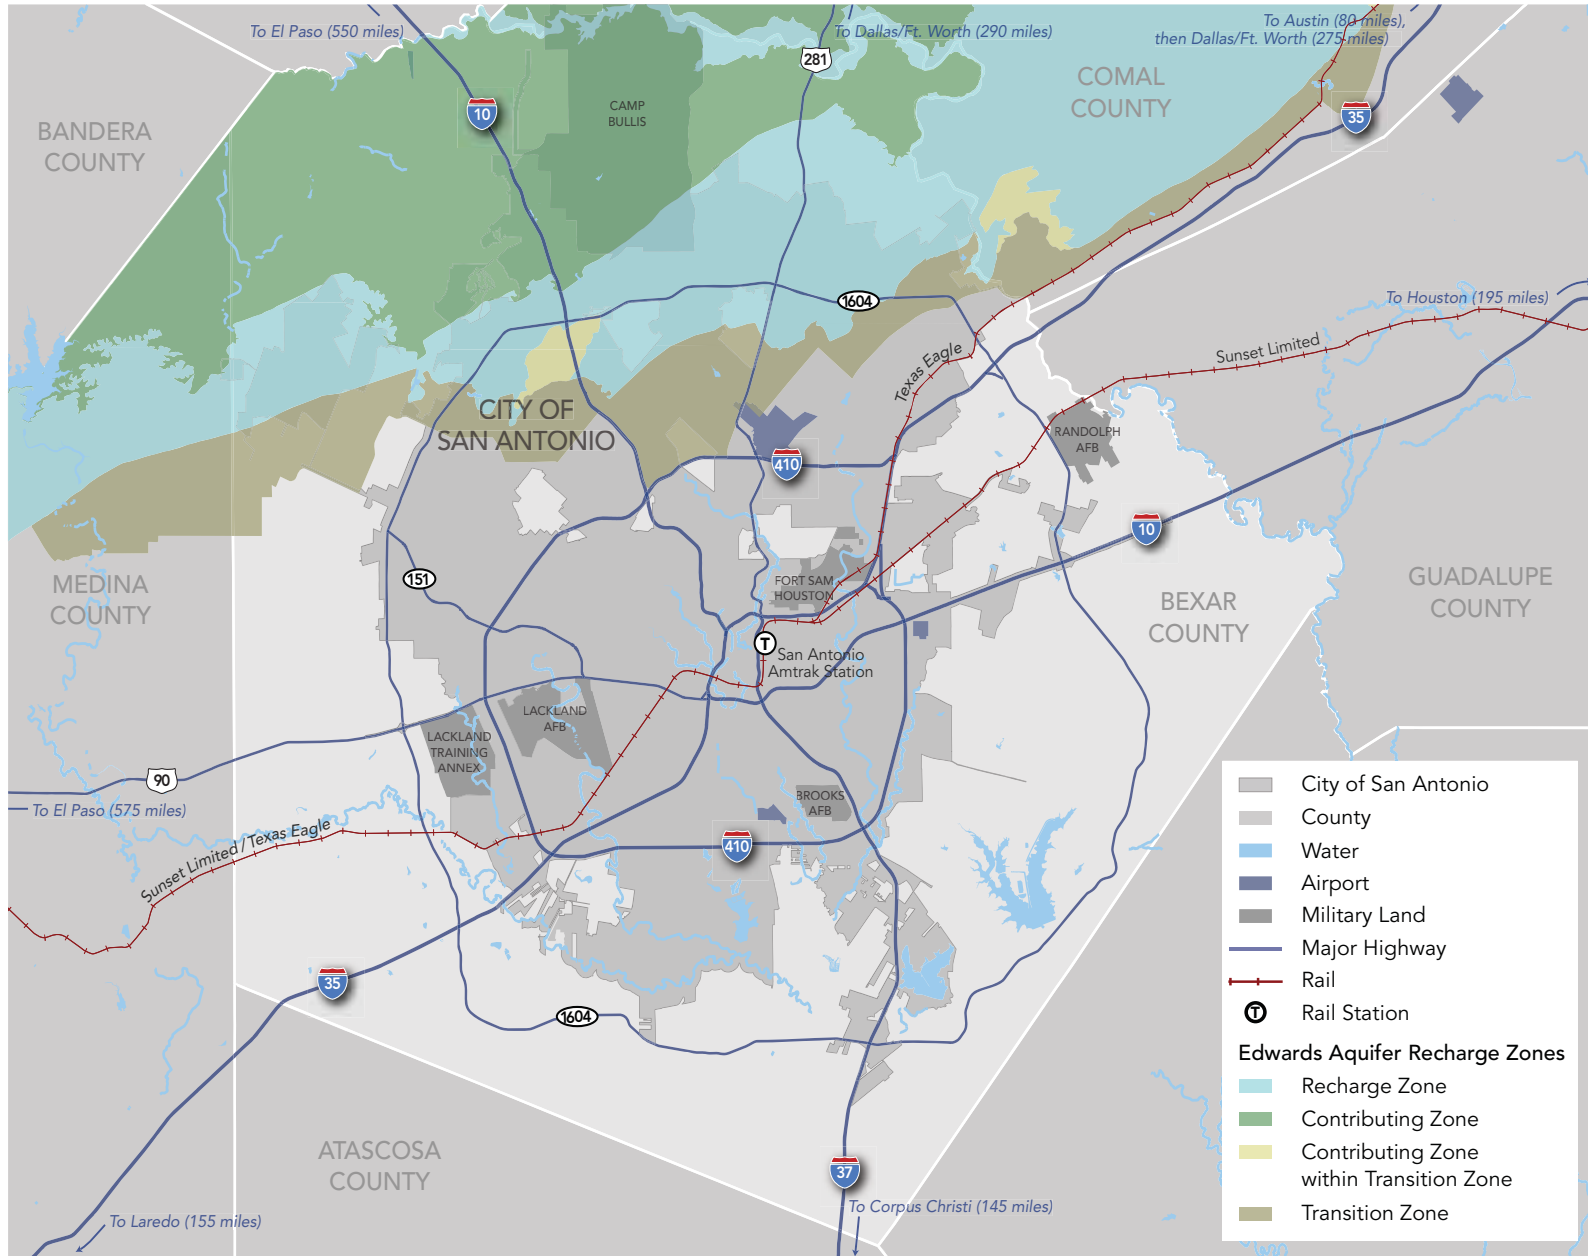 To El Paso (550 miles)
To Dallas/Ft. Worth (290 miles)
To Austin (80 miles),
then Dallas/Ft. Worth (275 miles)
281
COMAL
COUNTY
10
CAMP
BULLIS
35
BANDERA
COUNTY
1604
To Houston (195 miles)
Texas Eagle
Sunset Limited
CITY OF
SAN ANTONIO
RANDOLPH
AFB
410
10
151
FORT SAM
HOUSTON
MEDINA
COUNTY
BEXAR
COUNTY
GUADALUPE
COUNTY
T
San Antonio
Amtrak Station
LACKLAND
AFB
LACKLAND
TRAINING
ANNEX
90
To El Paso (575 miles)
BROOKS
AFB
Sunset Limited / Texas Eagle
410
35
1604
ATASCOSA
COUNTY
37
To Laredo (155 miles)
To Corpus Christi (145 miles)
City of San Antonio
County
Water
Airport
Military Land
Major Highway
Rail
T Rail Station
Edwards Aquifer Recharge Zones
Recharge Zone
Contributing Zone
Contributing Zone
within Transition Zone
Transition Zone